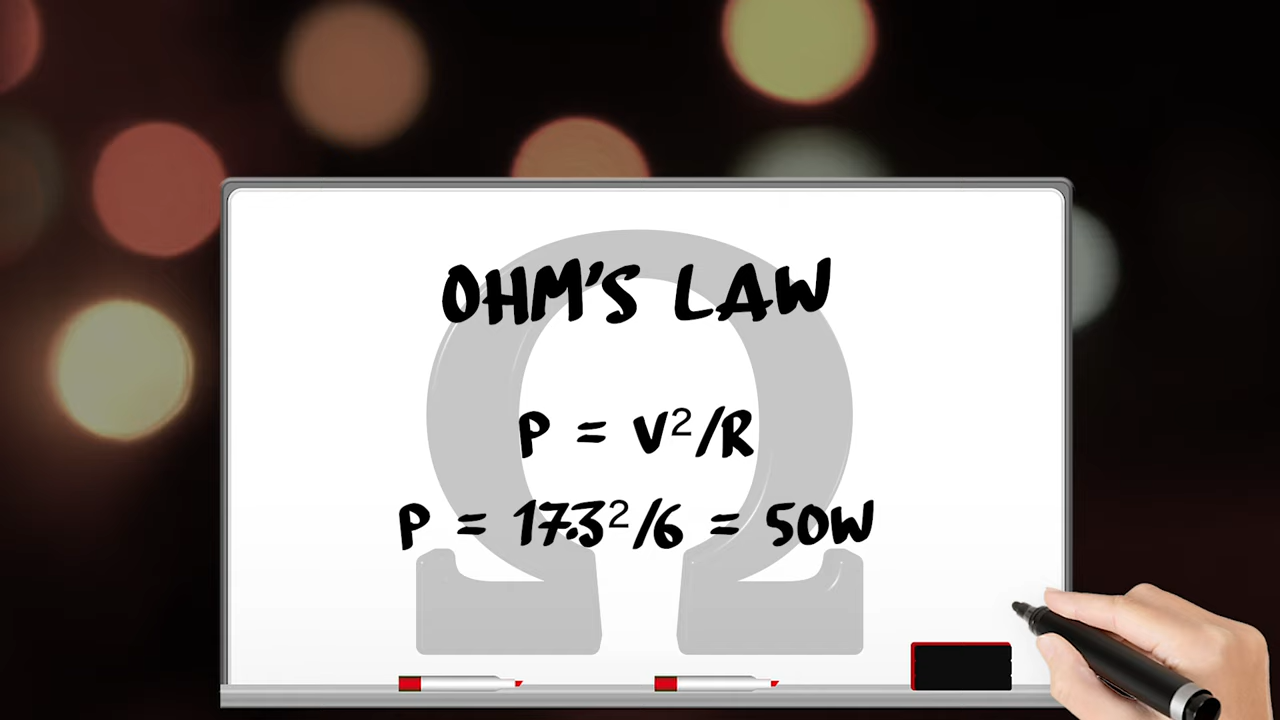 OHM'S LAW
P = V²/R
P = 17.3²/6 = 50W